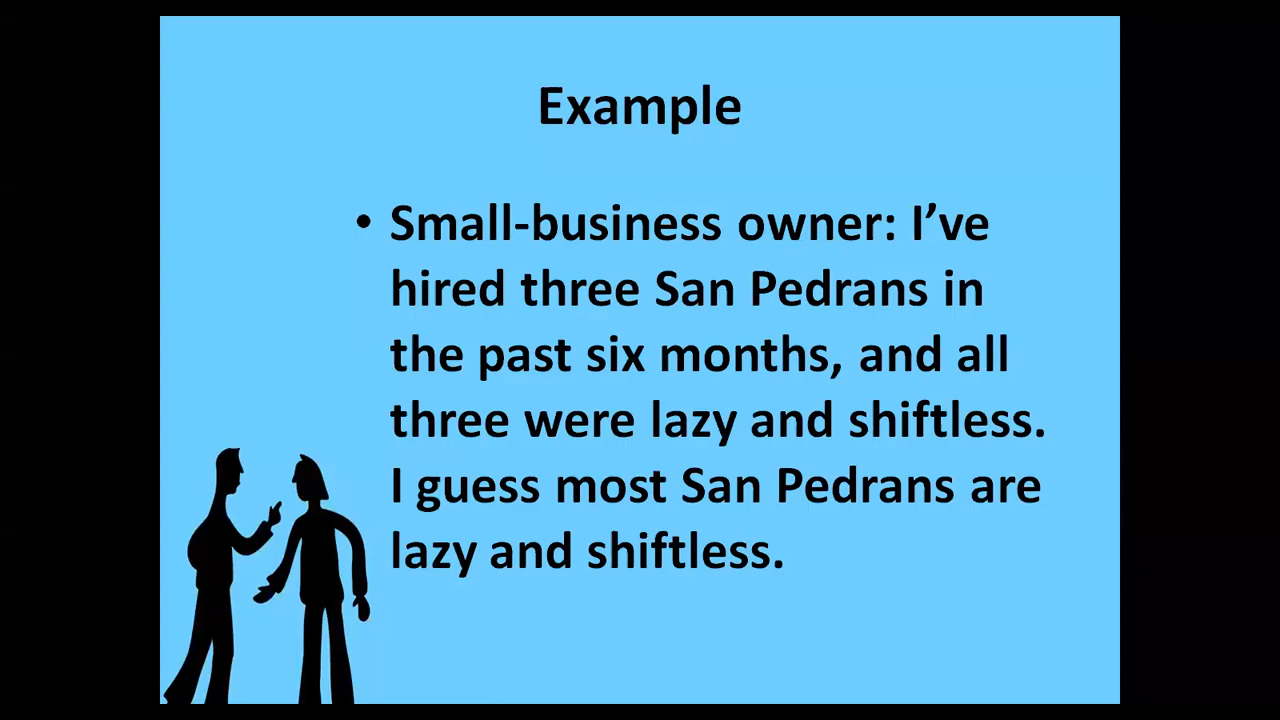 Example
• Small-business owner: I’ve
hired three San Pedrans in
the past six months, and all
three were lazy and shiftless.
I guess most San Pedrans are
lazy and shiftless.